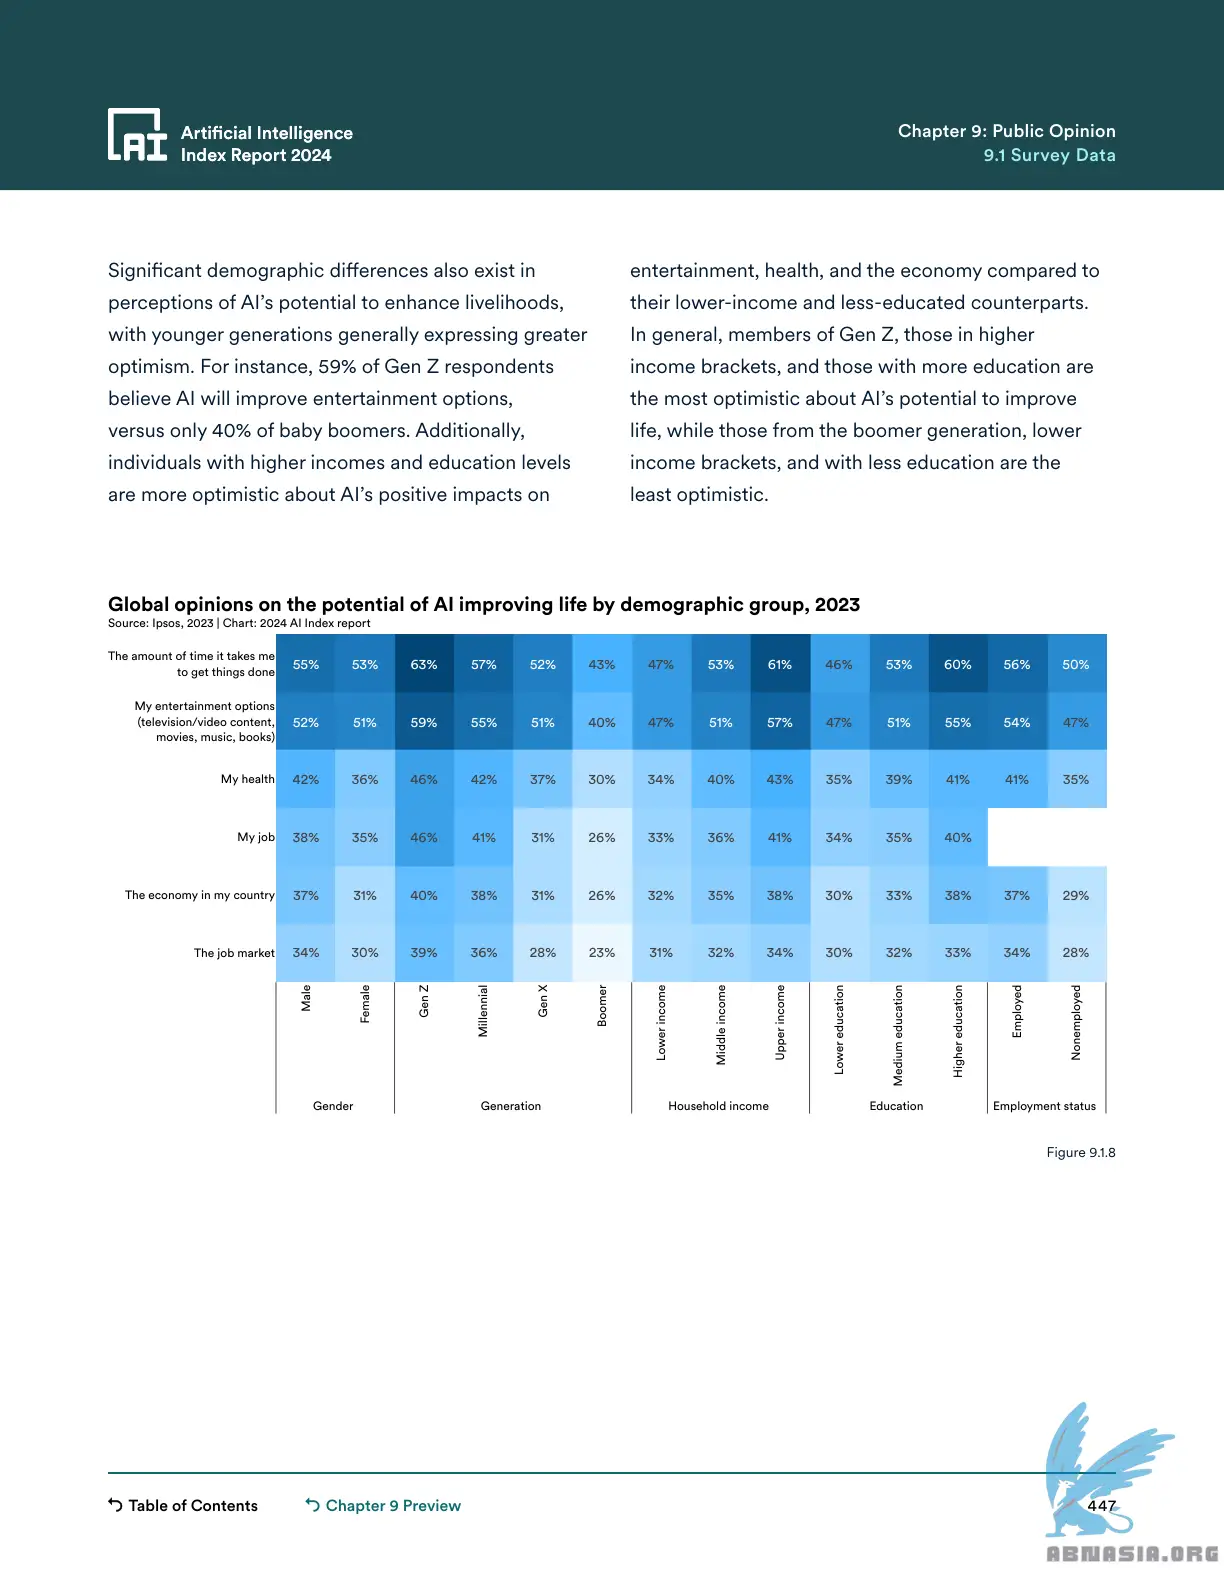 Artificial Intelligence
Index Report 2024
Chapter 9: Public Opinion
9.1 Survey Data
Significant demographic differences also exist in
perceptions of AI’s potential to enhance livelihoods,
with younger generations generally expressing greater
optimism. For instance, 59% of Gen Z respondents
believe AI will improve entertainment options,
versus only 40% of baby boomers. Additionally,
individuals with higher incomes and education levels
are more optimistic about AI’s positive impacts on
entertainment, health, and the economy compared to
their lower-income and less-educated counterparts.
In general, members of Gen Z, those in higher
income brackets, and those with more education are
the most optimistic about AI’s potential to improve
life, while those from the boomer generation, lower
income brackets, and with less education are the
least optimistic.
Global opinions on the potential of AI improving life by demographic group, 2023
Source: Ipsos, 2023 | Chart: 2024 AI Index report
The amount of time it takes me
to get things done
55% 53% 63% 57% 52% 43% 47% 53% 61% 46% 53% 60% 56% 50%
My entertainment options
(television/video content,
movies, music, books)
52% 51% 59% 55% 51% 40% 47% 51% 57% 47% 51% 55% 54% 47%
My health 42% 36% 46% 42% 37% 30% 34% 40% 43% 35% 39% 41% 41% 35%
My job 38% 35% 46% 41% 31% 26% 33% 36% 41% 34% 35% 40%
The economy in my country 37% 31% 40% 38% 31% 26% 32% 35% 38% 30% 33% 38% 37% 29%
The job market 34% 30% 39% 36% 28% 23% 31% 32% 34% 30% 32% 33% 34% 28%
Male
Female
Gen Z
Millennial
Gen X
Boomer
Lower income
Middle income
Upper income
Lower education
Medium education
Higher education
Employed
Nonemployed
Gender Generation Household income Education Employment status
Figure 9.1.8
Table of Contents
Chapter 9 Preview
447
ABNASIA.ORG